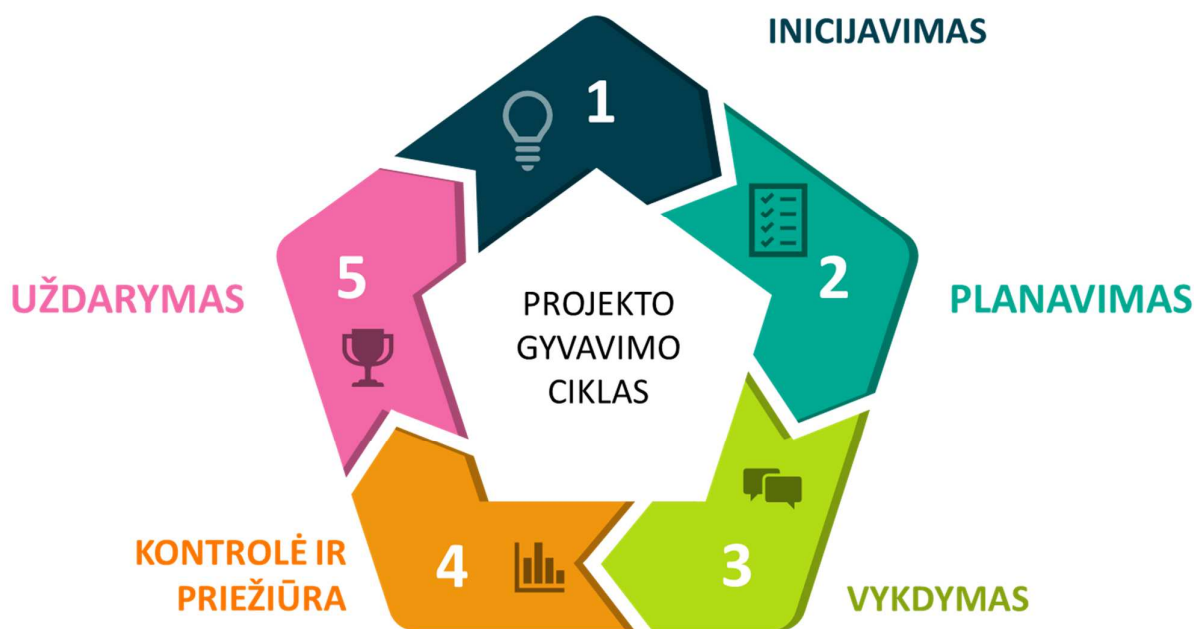 INICIJAVIMAS
1
2
PLANAVIMAS
3
VYKDYMAS
4
KONTROLĖ IR
PRIEŽIŪRA
5
UŽDARYMAS
PROJEKTO
GYVAVIMO
CIKLAS